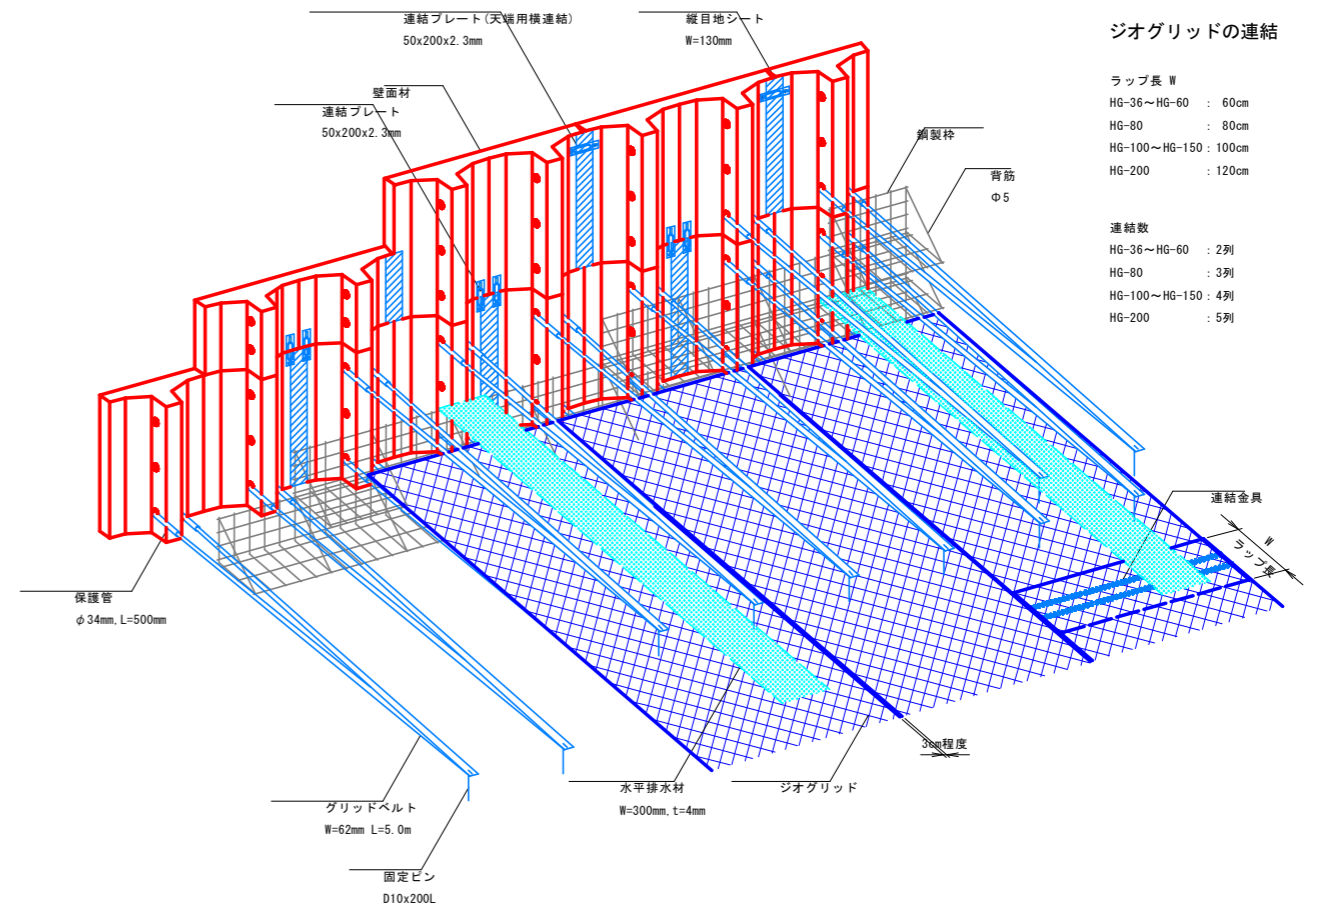 連結プレート(天端用横連結)
50x200x2.3mm
縦目地シート
W=130mm
壁面材
連結プレート
50x200x2.3mm
鋼製枠
背筋
Φ5
ジオグリッドの連結
ラップ長 W
HG-36～HG-60 : 60cm
HG-80 : 80cm
HG-100～HG-150 : 100cm
HG-200 : 120cm
連結数
HG-36～HG-60 : 2列
HG-80 : 3列
HG-100～HG-150 : 4列
HG-200 : 5列
連結金具
W
ラップ長
保護管
φ34mm,L=500mm
3cm程度
水平排水材
W=300mm,t=4mm
ジオグリッド
グリッドベルト
W=62mm L=5.0m
固定ピン
D10x200L